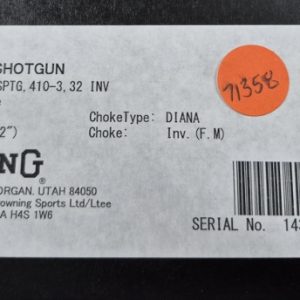 SHOTGUN
SPTG, 410-3, 32 INV
71358
ChokeType: DIANA
2")
Choke: Inv. (F.M)
NG®
ORGAN. UTAH 84050
owning Sports Ltd/Ltee
A H4S 1W6
SERIAL No. 143